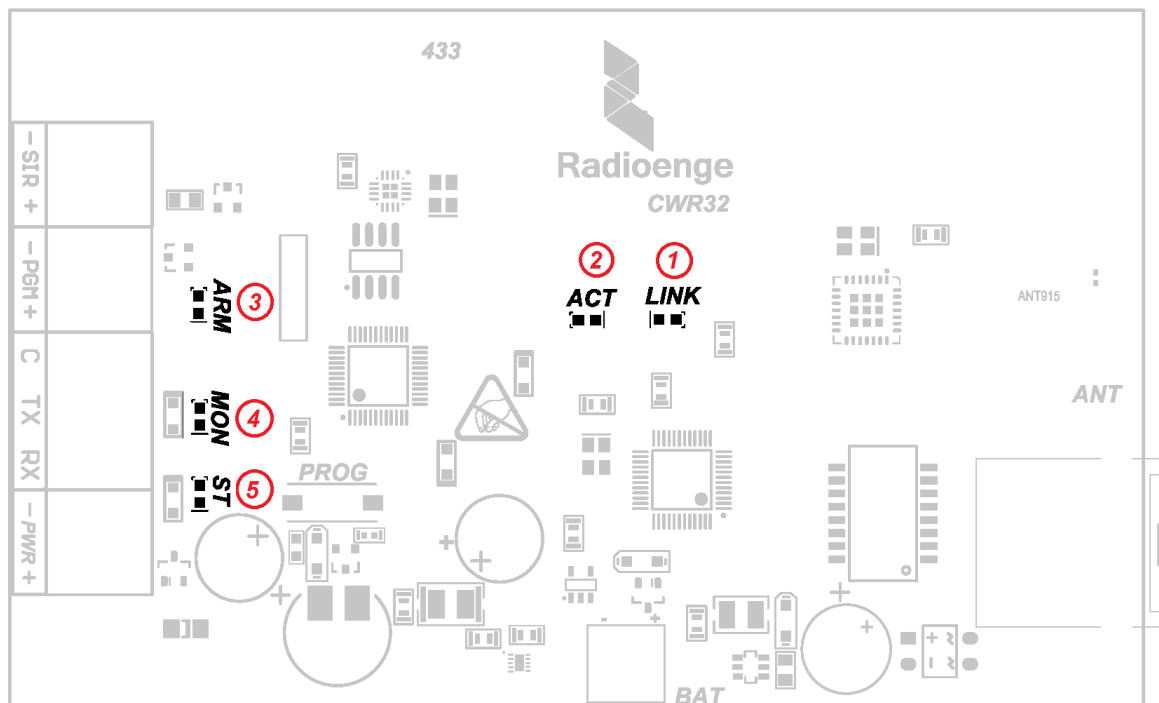 433
Radioenge
CWR32
- SIR +
- PGM +
C TX RX
- PWR +
ARM 3
MON 4
ST 5
2
ACT
1
LINK
ANT915
ANT
PROG
+
+
+
+
-
+
+
+
+ ~
- ~
BAT